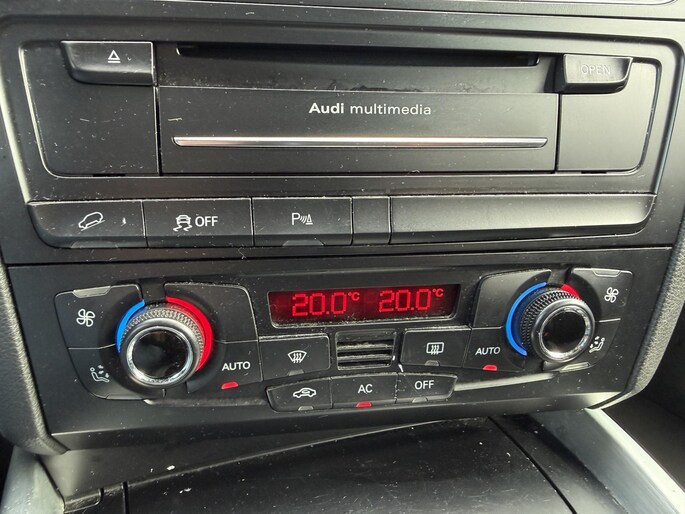 OPEN
Audi multimedia
OFF P
20.0°C 20.0°C
AUTO AUTO
AC OFF